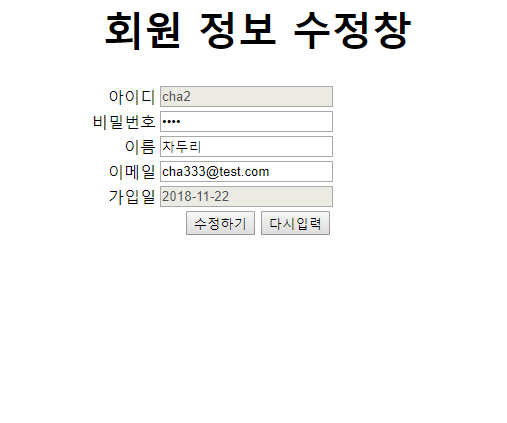 회원 정보 수정창
아이디 cha2
비밀번호 ••••
이름 차두리
이메일 cha333@test.com
가입일 2018-11-22
수정하기 다시입력